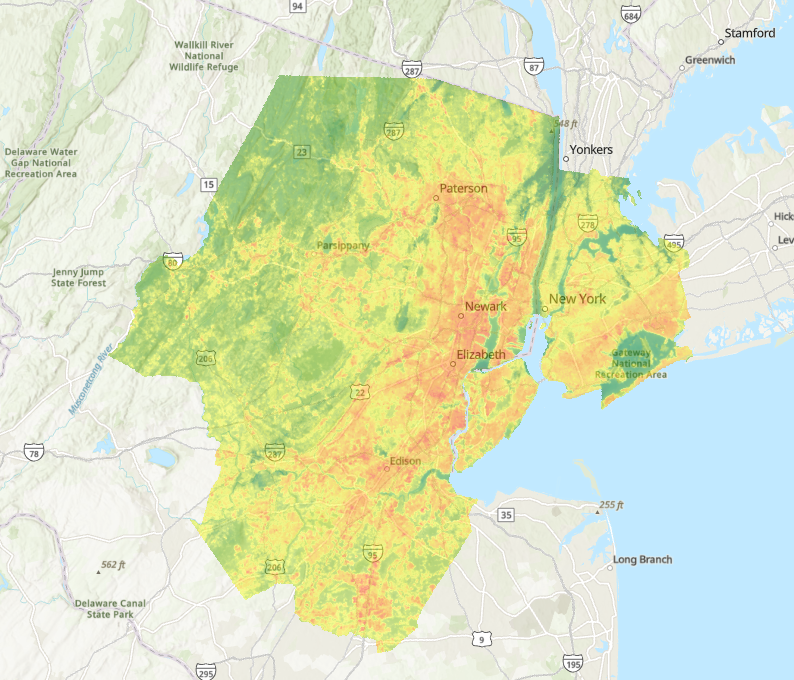 94
684
Stamford
Wallkill River
National
Wildlife Refuge
287
87
Greenwich
548 ft
287
Delaware Water
Gap National
Recreation Area
23
Yonkers
15
Paterson
278
95
495
Hick
Lev
Parsippany
80
Jenny Jump
State Forest
New York
Newark
Elizabeth
206
Gateway
National
Recreation Area
Musconetcong River
22
78
287
Edison
35
255 ft
95
562 ft
206
Long Branch
Delaware Canal
State Park
9
295
195